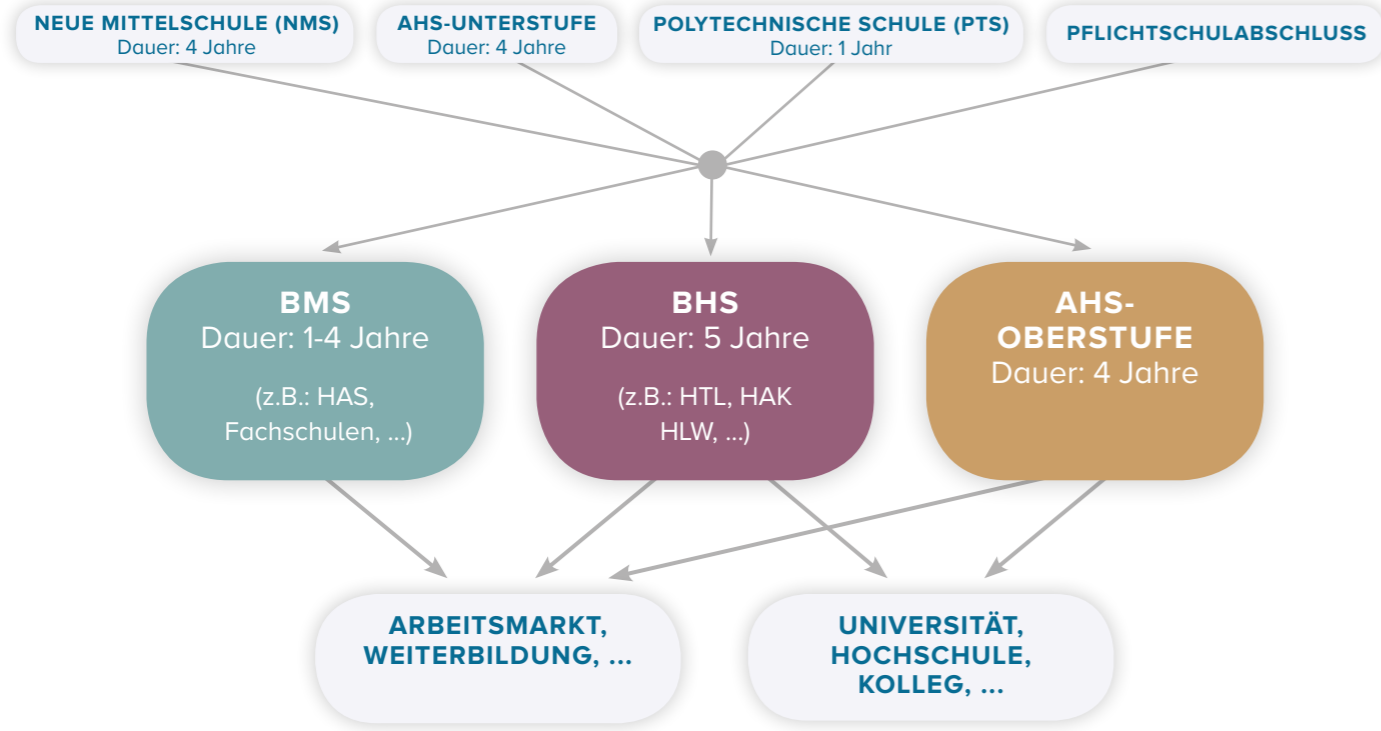 NEUE MITTELSCHULE (NMS)
Dauer: 4 Jahre
AHS-UNTERSTUFE
Dauer: 4 Jahre
POLYTECHNISCHE SCHULE (PTS)
Dauer: 1 Jahr
PFLICHTSCHULABSCHLUSS
BMS
Dauer: 1-4 Jahre
(z.B.: HAS,
Fachschulen, ...)
BHS
Dauer: 5 Jahre
(z.B.: HTL, HAK
HLW, ...)
AHS-
OBERSTUFE
Dauer: 4 Jahre
ARBEITSMARKT,
WEITERBILDUNG, ...
UNIVERSITÄT,
HOCHSCHULE,
KOLLEG, ...